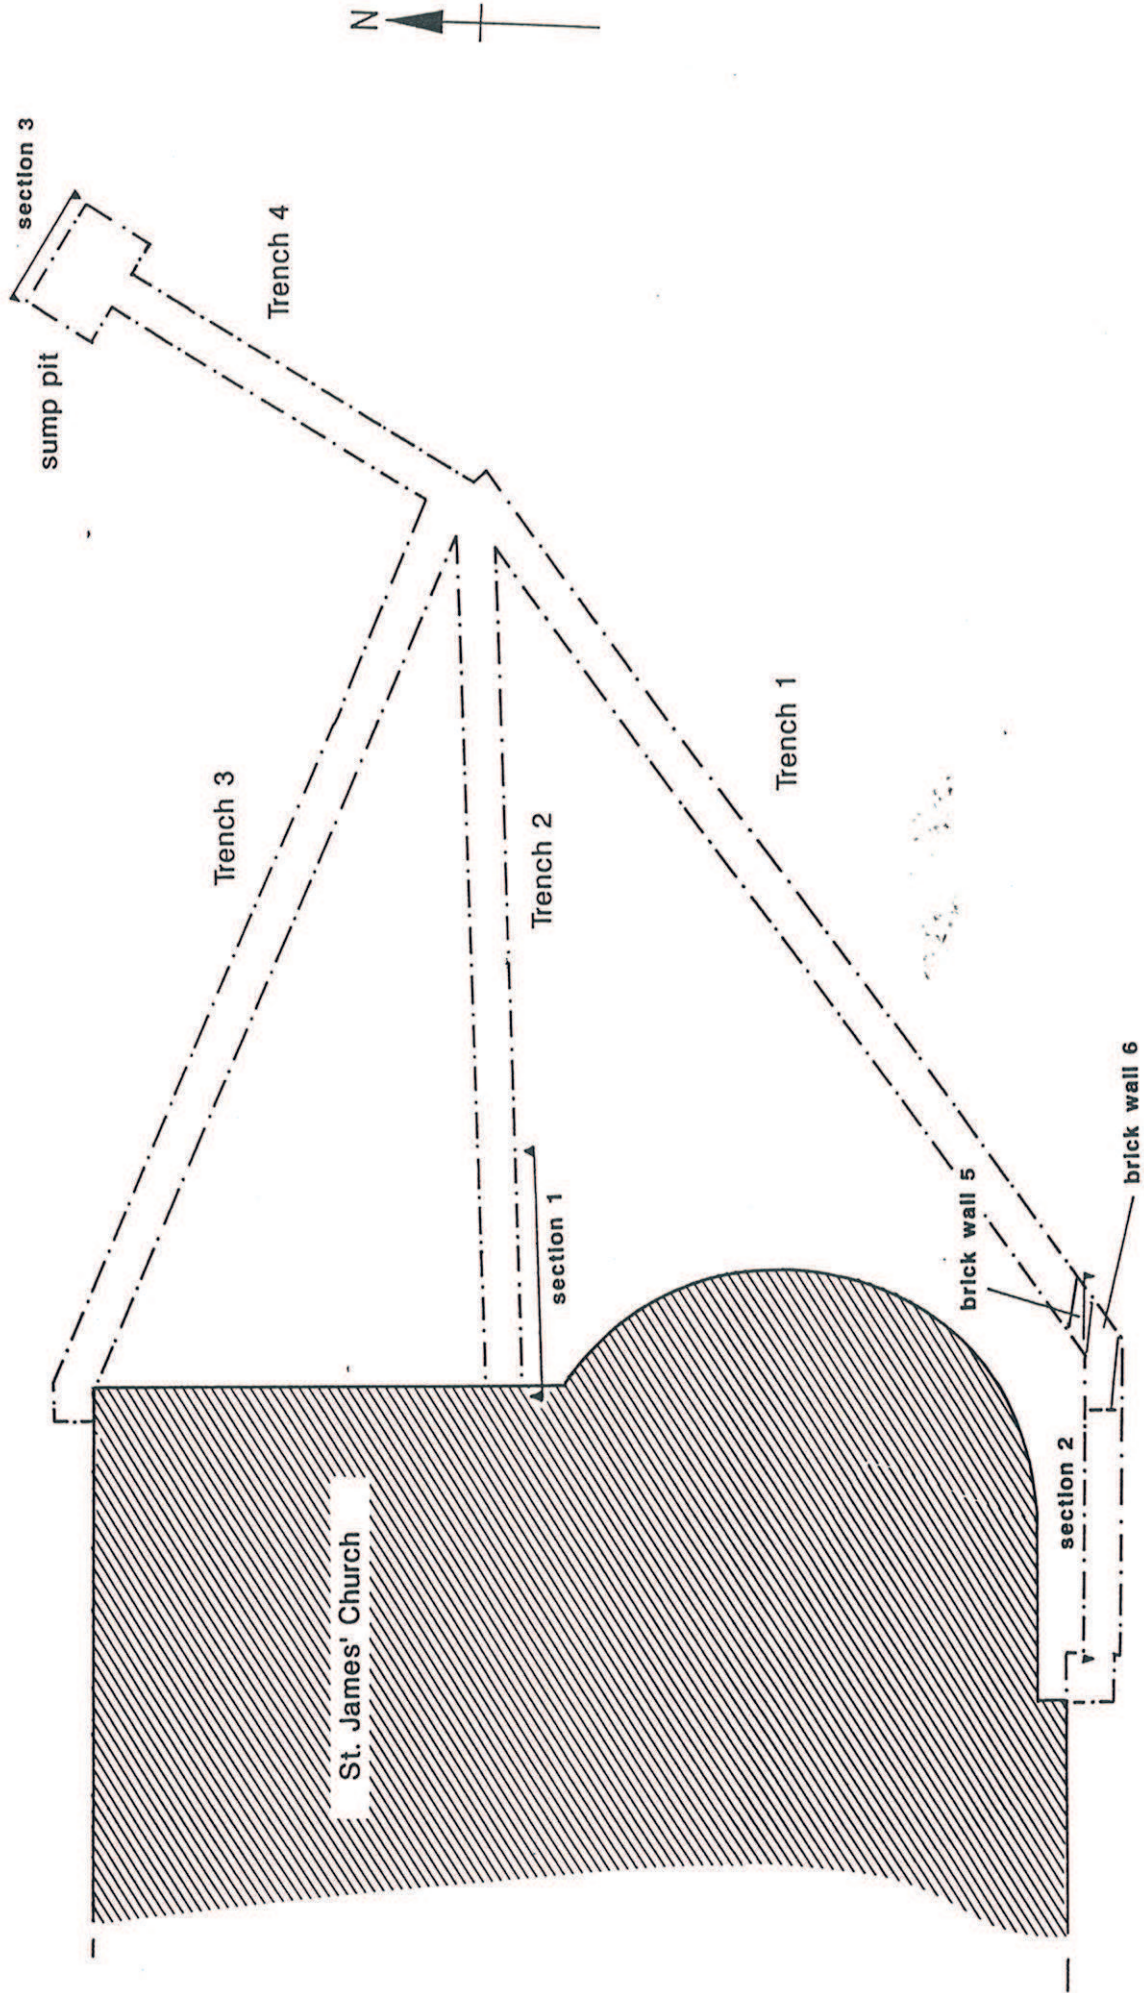 N
section 3
sump pit
Trench 4
Trench 3
Trench 2
Trench 1
section 1
St. James' Church
brick wall 5
brick wall 6
section 2